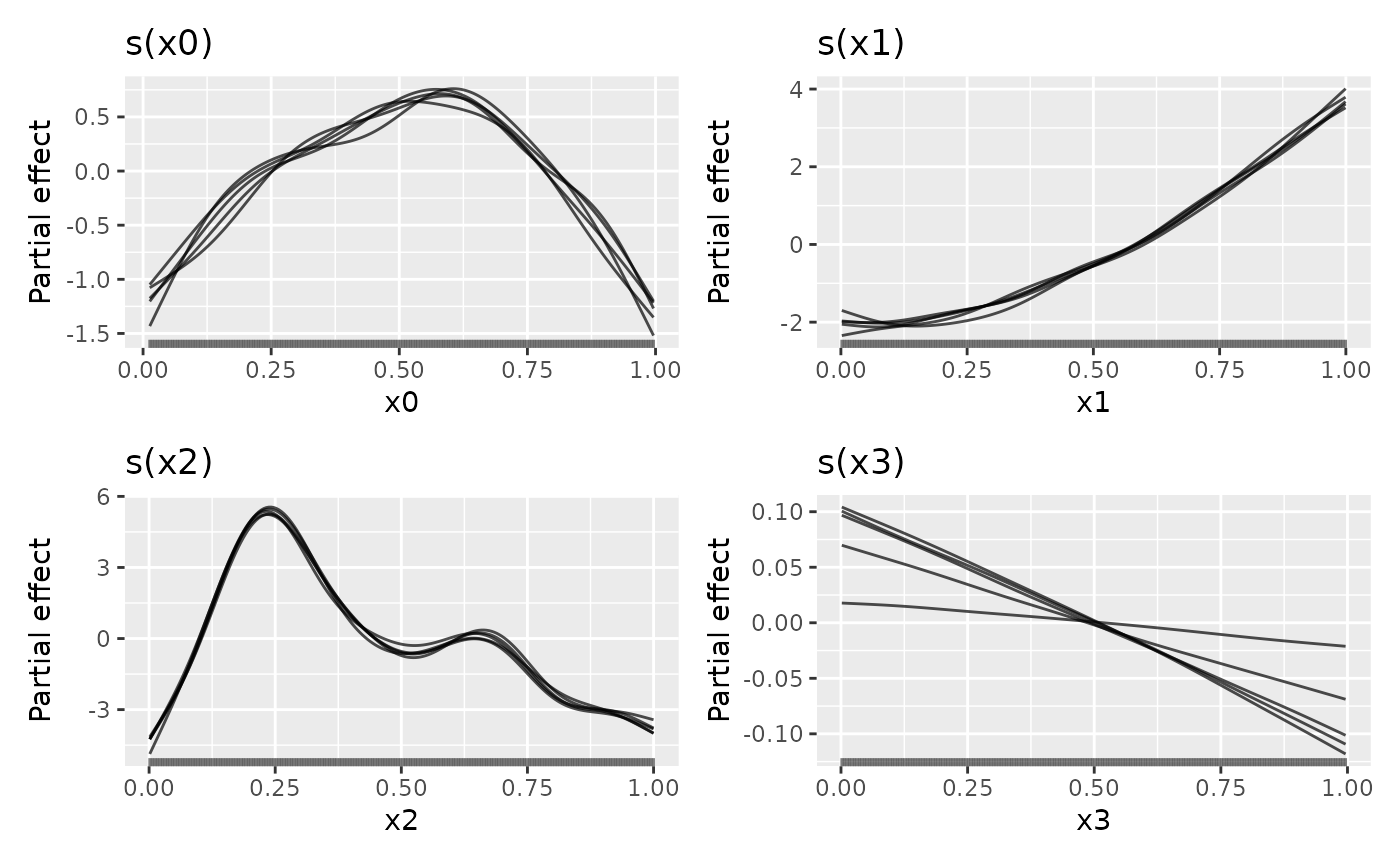 s(x0)
Partial effect
0.5
0.0
-0.5
-1.0
-1.5
0.00 0.25 0.50 0.75 1.00
x0
s(x1)
Partial effect
4
2
0
-2
0.00 0.25 0.50 0.75 1.00
x1
s(x2)
Partial effect
6
3
0
-3
0.00 0.25 0.50 0.75 1.00
x2
s(x3)
Partial effect
0.10
0.05
0.00
-0.05
-0.10
0.00 0.25 0.50 0.75 1.00
x3